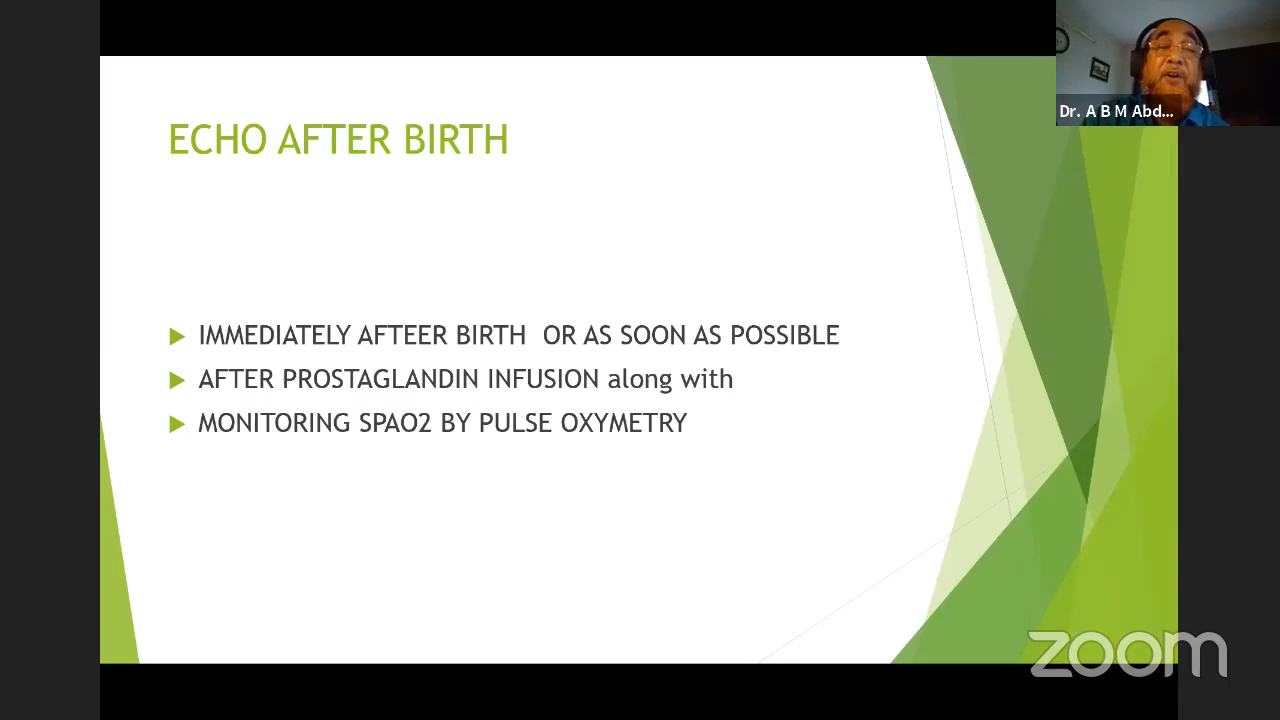 Dr. A B M Abd...
ECHO AFTER BIRTH
IMMEDIATELY AFTEER BIRTH OR AS SOON AS POSSIBLE
AFTER PROSTAGLANDIN INFUSION along with
MONITORING SPAO2 BY PULSE OXYMETRY
zoom